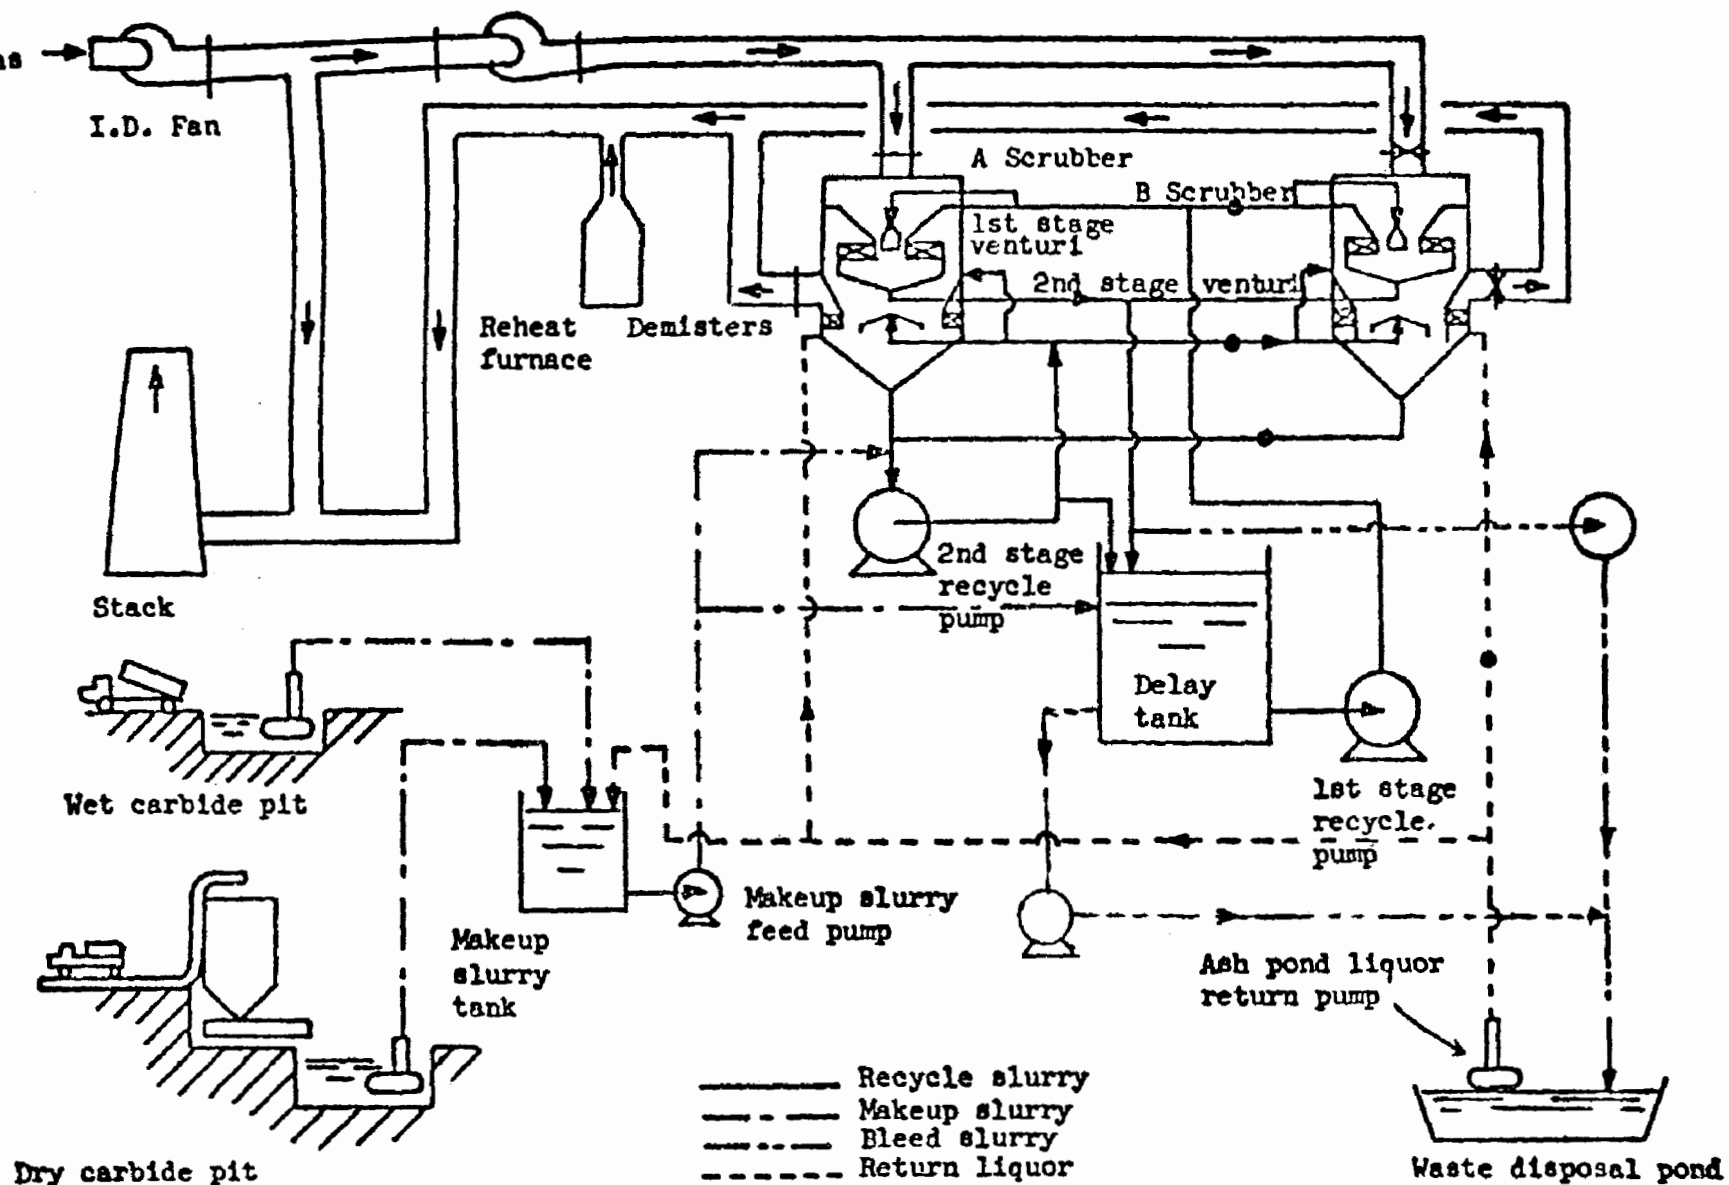 I.D. Fan
A Scrubber
B Scrubber
1st stage
venturi
2nd stage venturi
Reheat
furnace
Demisters
Stack
2nd stage
recycle
pump
Delay
tank
Wet carbide pit
1st stage
recycle.
pump
Makeup slurry
feed pump
Makeup
slurry
tank
Ash pond liquor
return pump
Recycle slurry
Makeup slurry
Bleed slurry
Return liquor
Dry carbide pit
Waste disposal pond